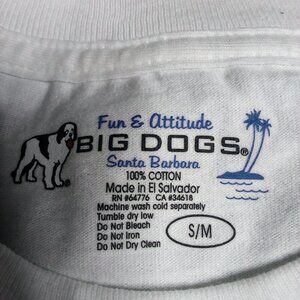 Fun & Attitude
BIG DOGS®
Santa Barbara
100% COTTON
Made in El Salvador
RN #64776 CA #34618
Machine wash cold separately
Tumble dry low
Do Not Bleach
Do Not Iron
Do Not Dry Clean
S/M